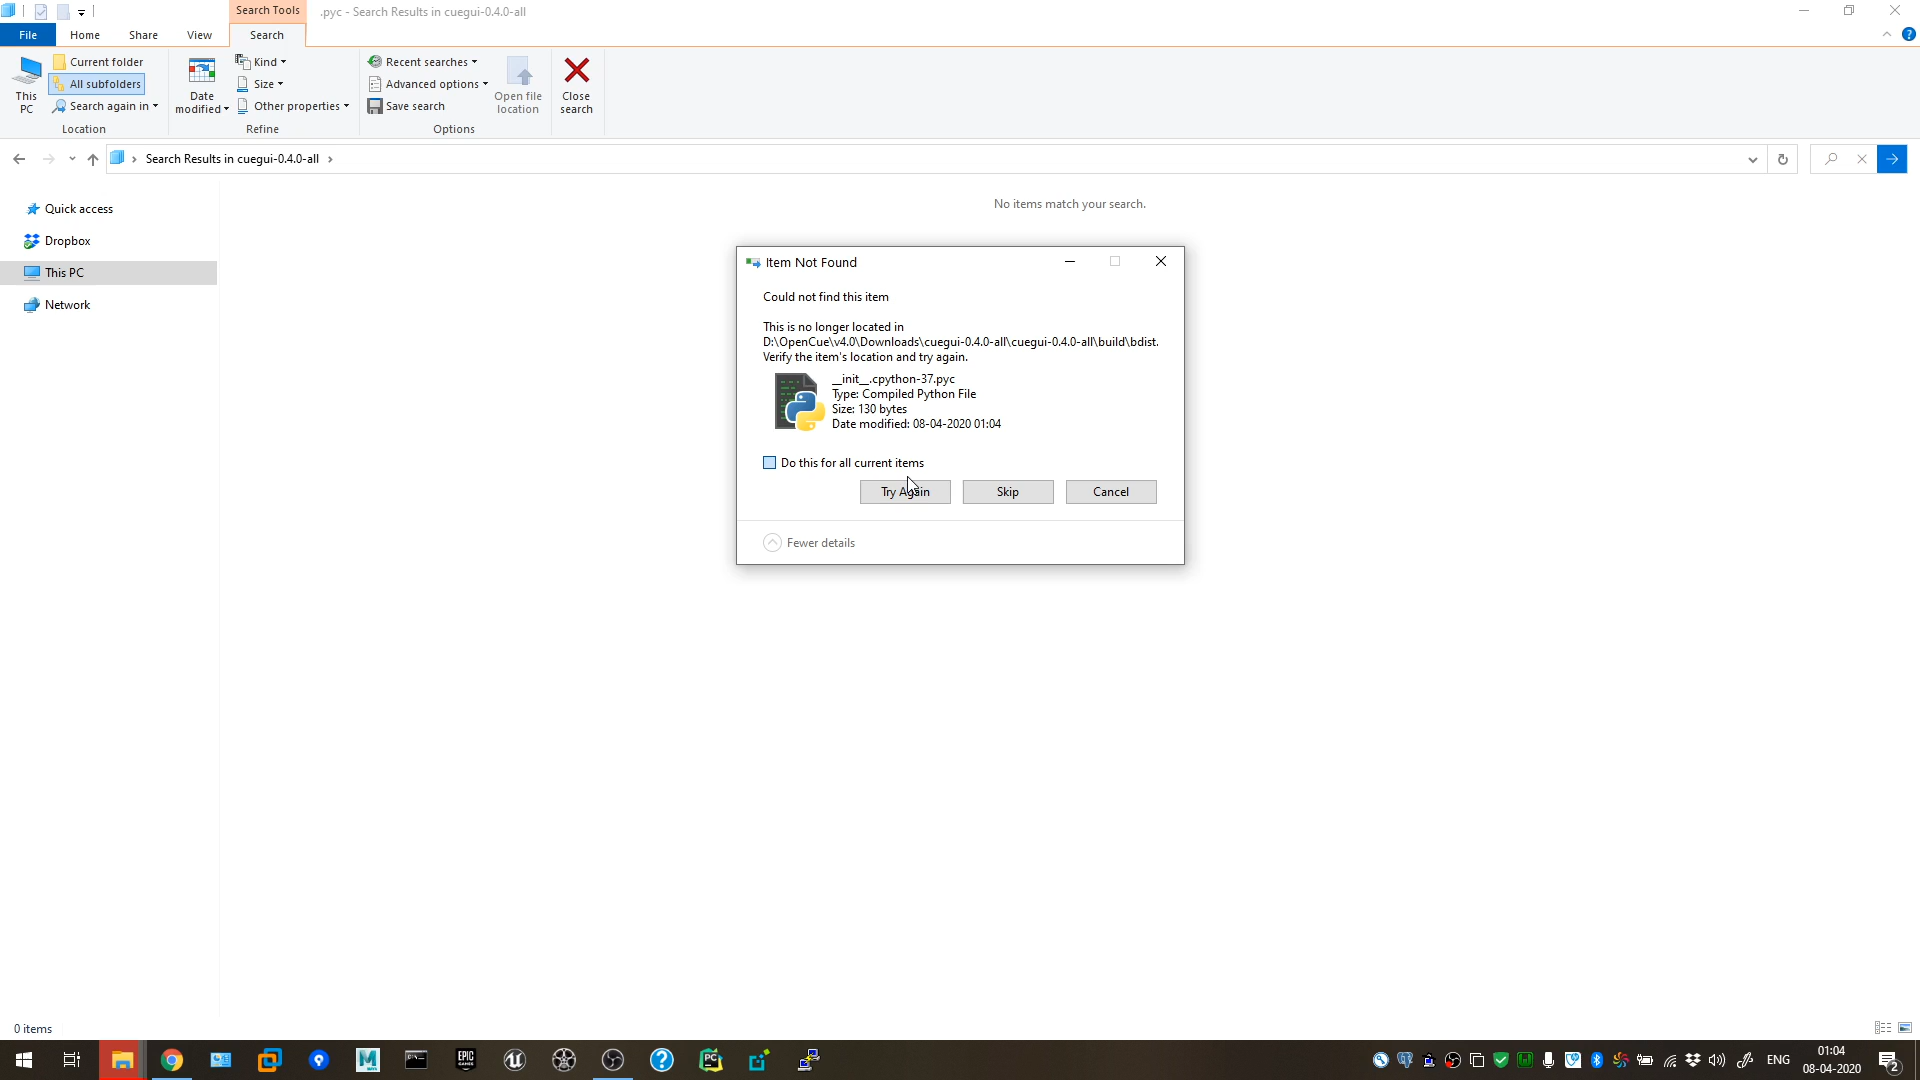 Search Tools
.pyc - Search Results in cuegui-0.4.0-all
File
Home
Share
View
Search
This
PC
Current folder
All subfolders
Search again in
Location
Date
modified
Kind
Size
Other properties
Refine
Recent searches
Advanced options
Save search
Options
Open file
location
Close
search
Search Results in cuegui-0.4.0-all
Quick access
Dropbox
This PC
Network
No items match your search.
Item Not Found
Could not find this item
This is no longer located in
D:\OpenCue\v4.0\Downloads\cuegui-0.4.0-all\cuegui-0.4.0-all\build\bdist.
Verify the item's location and try again.
__init__.cpython-37.pyc
Type: Compiled Python File
Size: 130 bytes
Date modified: 08-04-2020 01:04
Do this for all current items
Try Again
Skip
Cancel
Fewer details
0 items
EPIC
GAMES
PC
ENG
01:04
08-04-2020
2